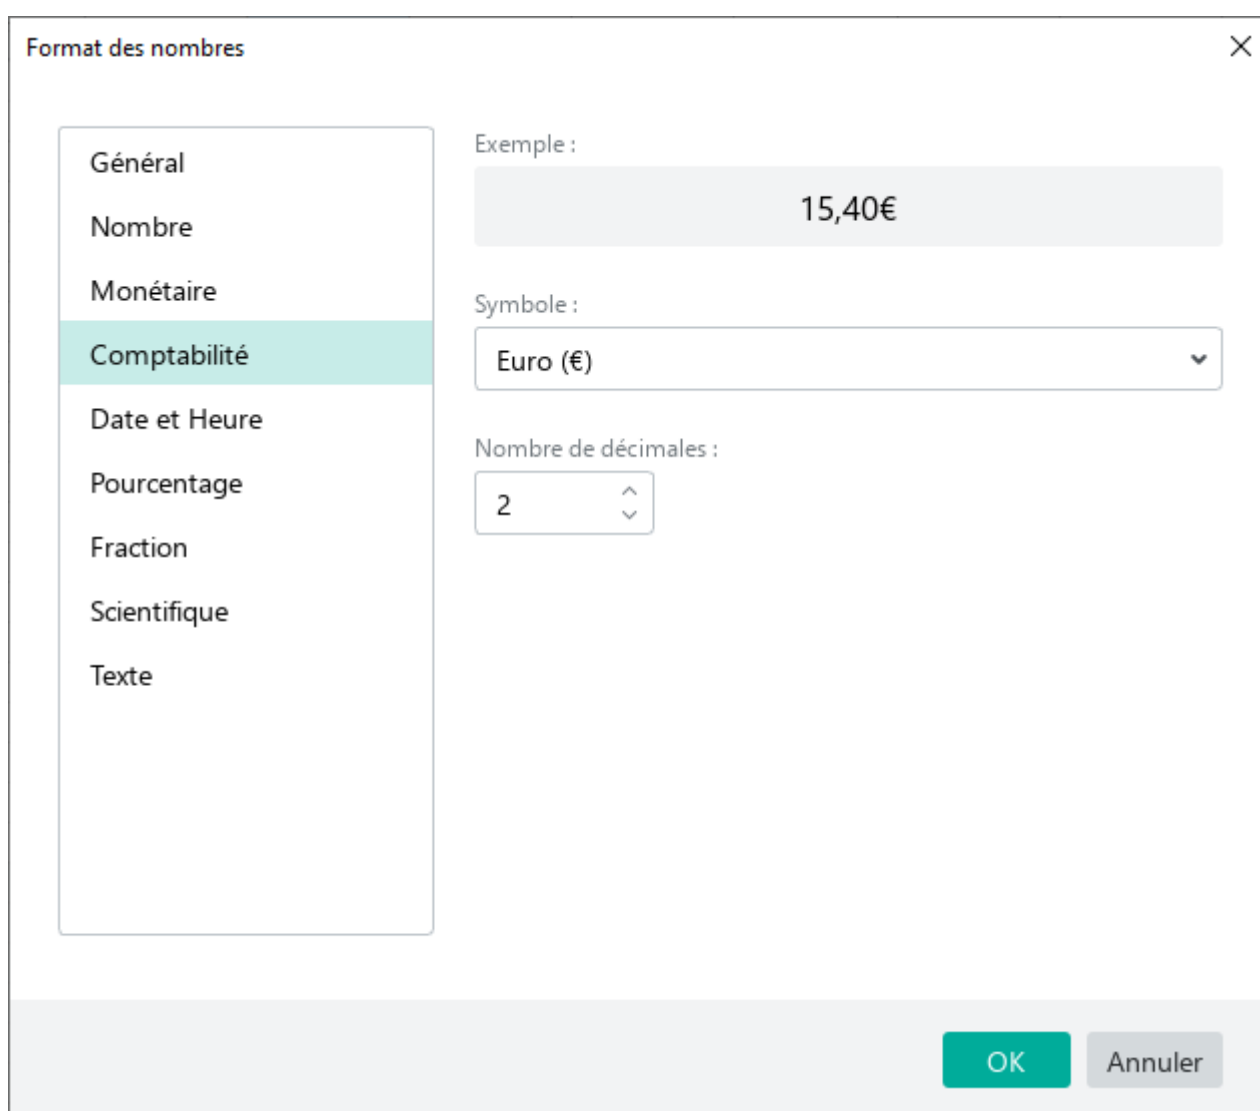 Format des nombres
Général
Nombre
Monétaire
Comptabilité
Date et Heure
Pourcentage
Fraction
Scientifique
Texte
Exemple :
15,40€
Symbole :
Euro (€)
Nombre de décimales :
2
OK
Annuler